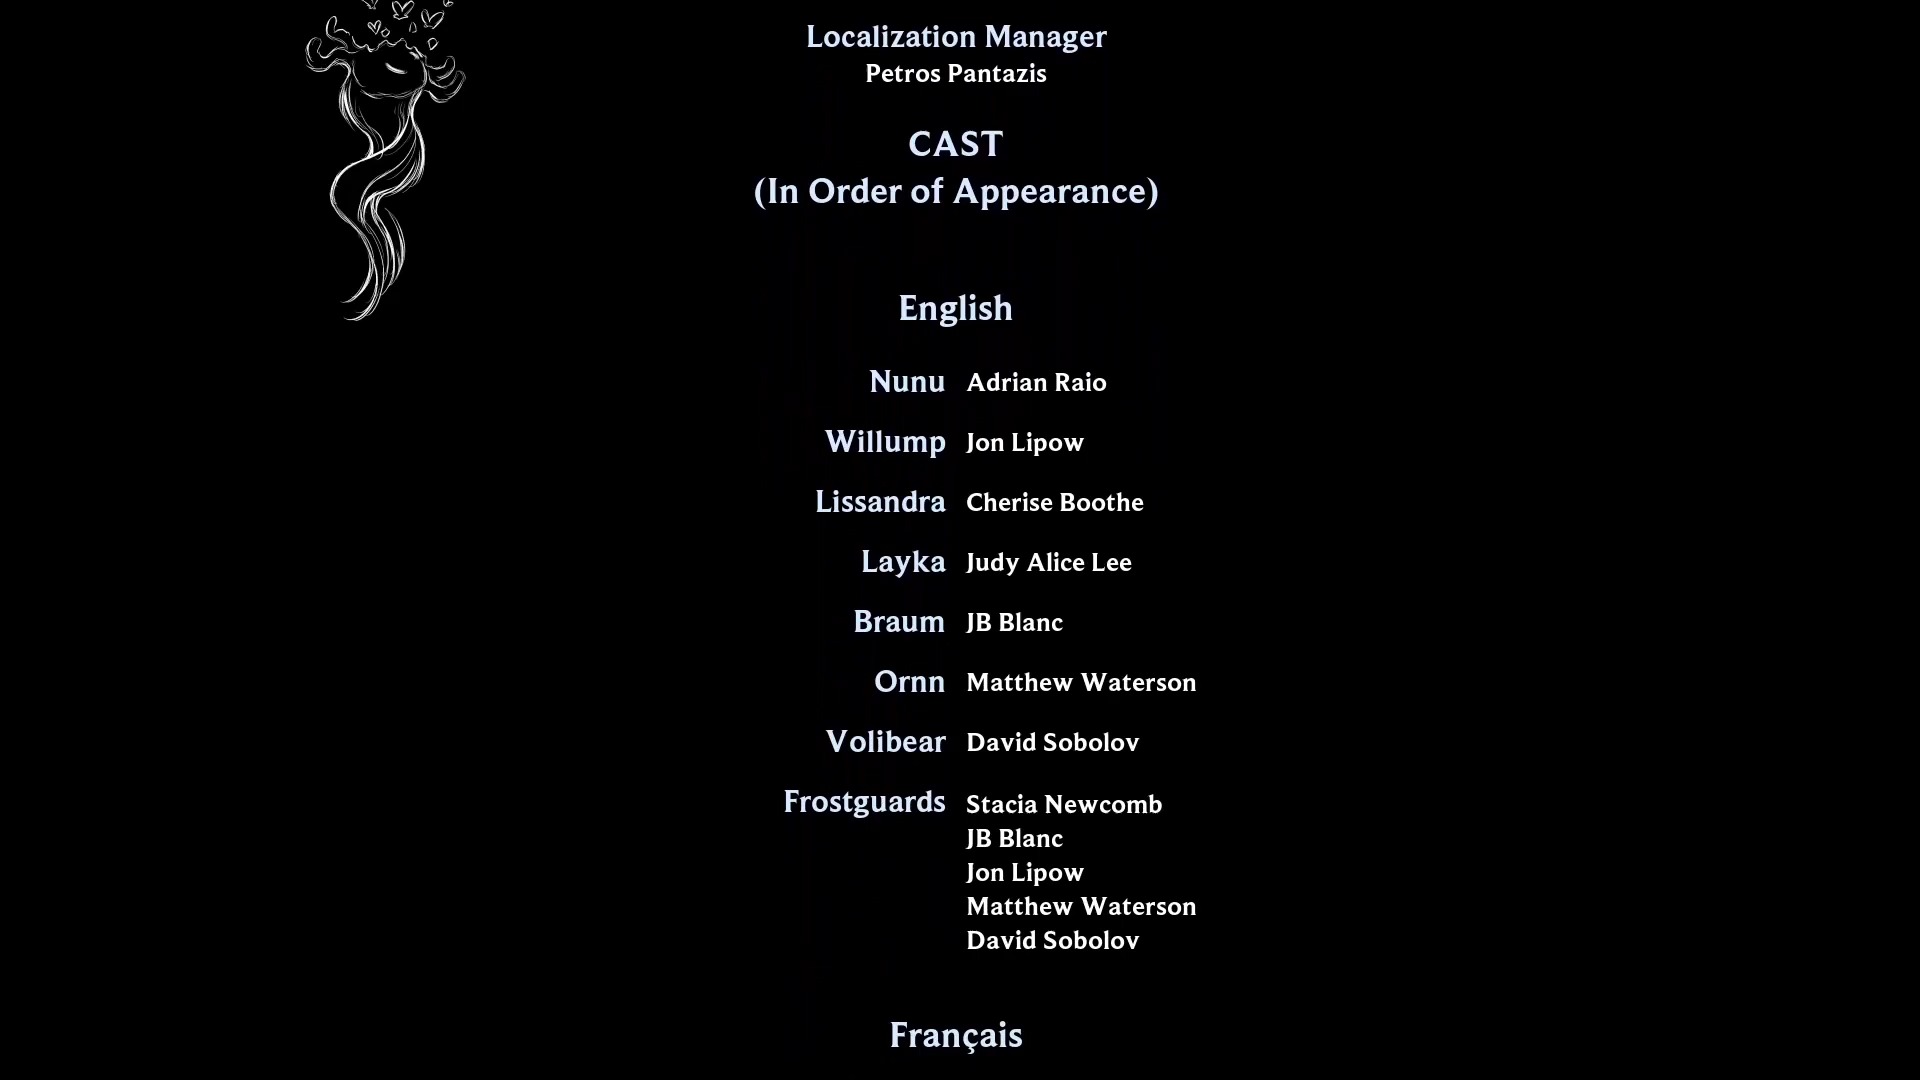 Localization Manager
Petros Pantazis
CAST
(In Order of Appearance)
English
Nunu Adrian Raio
Willump Jon Lipow
Lissandra Cherise Boothe
Layka Judy Alice Lee
Braum JB Blanc
Ornn Matthew Waterson
Volibear David Sobolov
Frostguards Stacia Newcomb
JB Blanc
Jon Lipow
Matthew Waterson
David Sobolov
Français